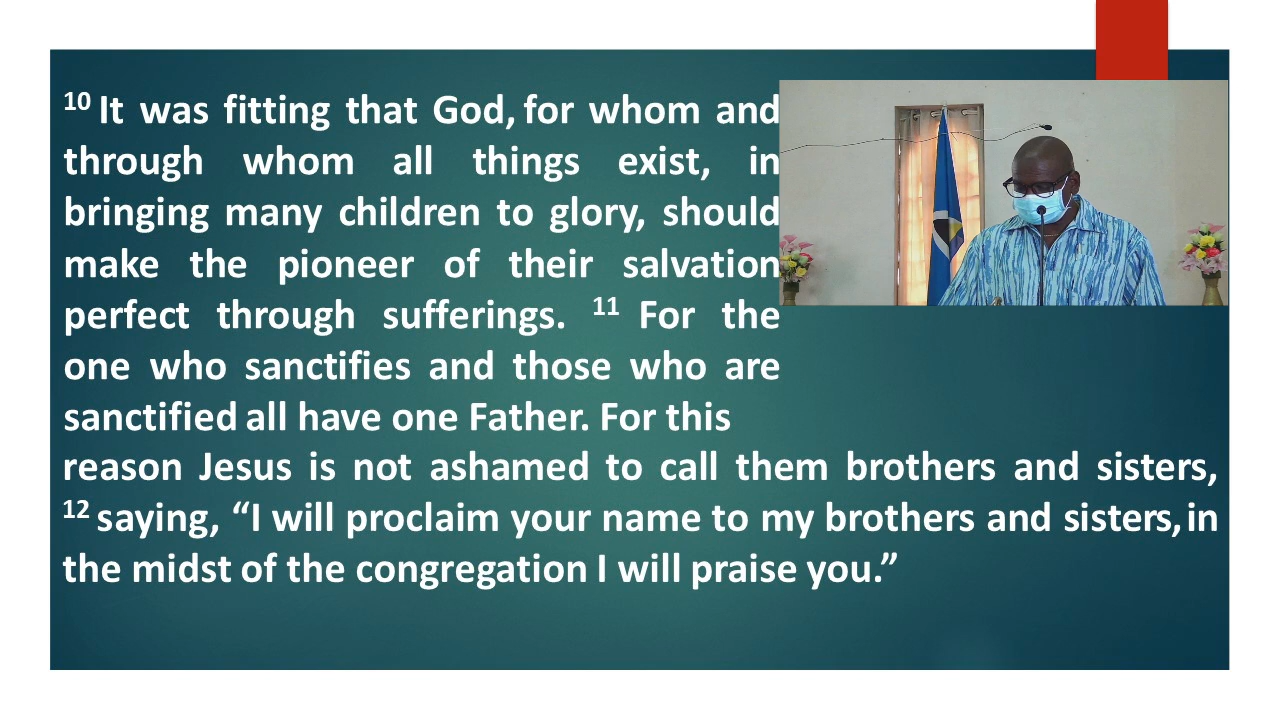 10 It was fitting that God, for whom and
through whom all things exist, in
bringing many children to glory, should
make the pioneer of their salvation
perfect through sufferings. 11 For the
one who sanctifies and those who are
sanctified all have one Father. For this
reason Jesus is not ashamed to call them brothers and sisters,
12 saying, “I will proclaim your name to my brothers and sisters, in
the midst of the congregation I will praise you.”